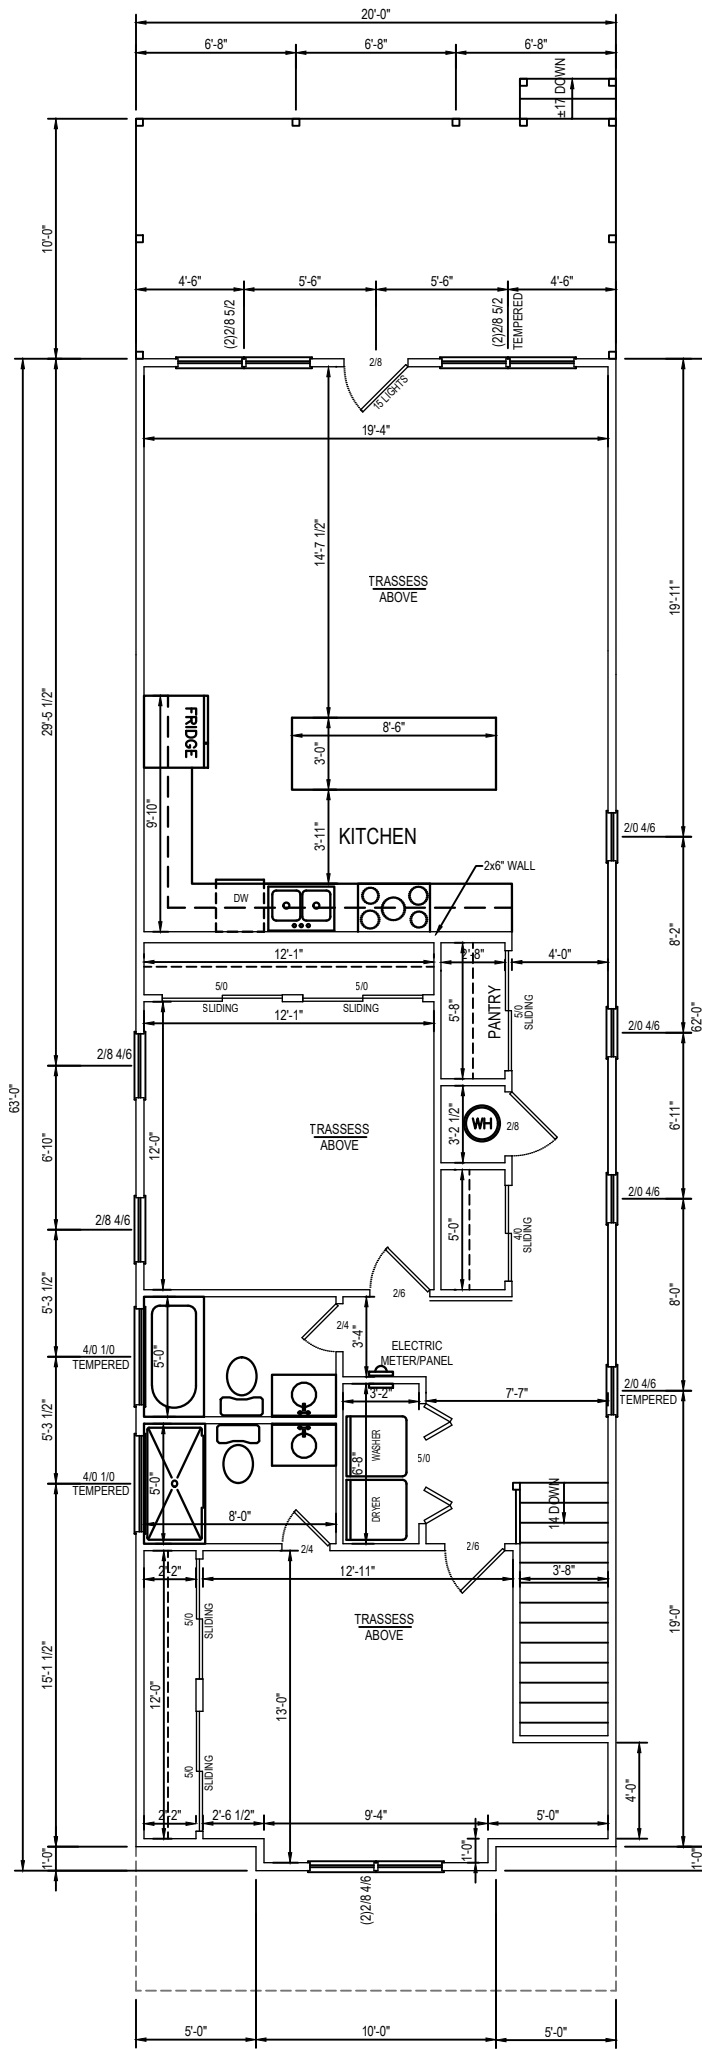 20'-0"
6'-8" 6'-8" 6'-8"
±17 DOWN
10'-0"
4'-6" 5'-6" 5'-6" 4'-6"
(2)2/8 5/2
(2)2/8 5/2
TEMPERED
2/8
15 LIGHTS
19'-4"
14'-7 1/2"
TRASSESS
ABOVE
19'-11"
29'-5 1/2"
FRIDGE
8'-6"
3'-0"
9'-10"
3'-11"
KITCHEN
2/0 4/6
2x6" WALL
DW
12'-1"
2'-8"
4'-0"
8'-2"
5/0
SLIDING
5/0
SLIDING
12'-1"
5'-8"
PANTRY
5/0
SLIDING
2/0 4/6
62'-0"
2/8 4/6
63'-0"
TRASSESS
ABOVE
3'-2 1/2"
WH
2/8
6'-11"
6'-10"
12'-0"
2/0 4/6
2/8 4/6
5'-0"
4/0
SLIDING
2/6
5'-3 1/2"
8'-0"
2/4
3'-4"
ELECTRIC
METER/PANEL
5'-0"
4/0 1/0
TEMPERED
3'-2"
7'-7"
2/0 4/6
TEMPERED
5'-3 1/2"
WASHER
6'-8"
5/0
4/0 1/0
TEMPERED
5'-0"
DRYER
8'-0"
14 DOWN
2/4
2/6
2'-2"
12'-11"
3'-8"
5/0
SLIDING
TRASSESS
ABOVE
19'-0"
15'-1 1/2"
12'-0"
13'-0"
5/0
SLIDING
4'-0"
2'-2"
2'-6 1/2"
9'-4"
5'-0"
1'-0"
1'-0"
1'-0"
(2)2/8 4/6
5'-0" 10'-0" 5'-0"